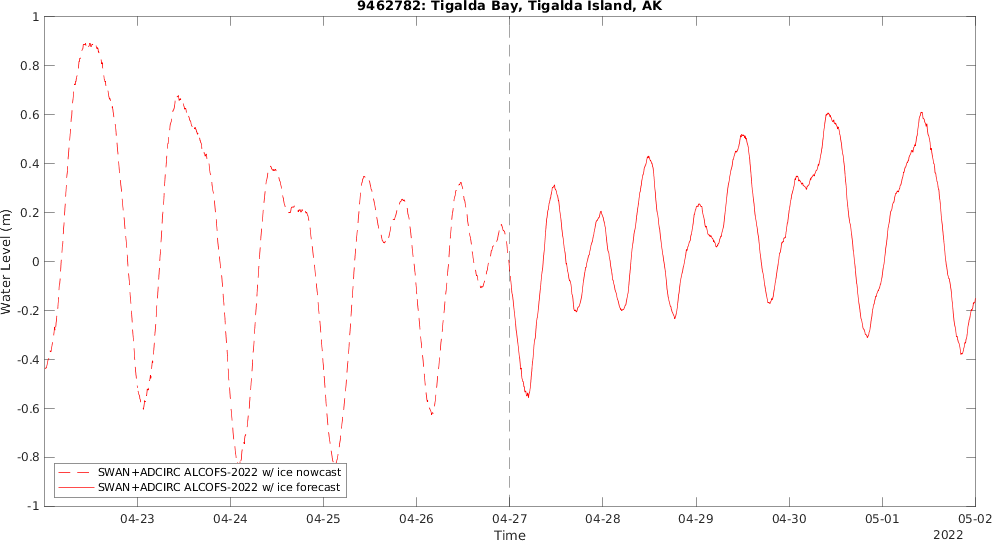 9462782: Tigalda Bay, Tigalda Island, AK
1
0.8
0.6
0.4
0.2
0
-0.2
-0.4
-0.6
-0.8
-1
Water Level (m)
SWAN+ADCIRC ALCOFS-2022 w/ ice nowcast
SWAN+ADCIRC ALCOFS-2022 w/ ice forecast
04-23 04-24 04-25 04-26 04-27 04-28 04-29 04-30 05-01 05-02
Time
2022